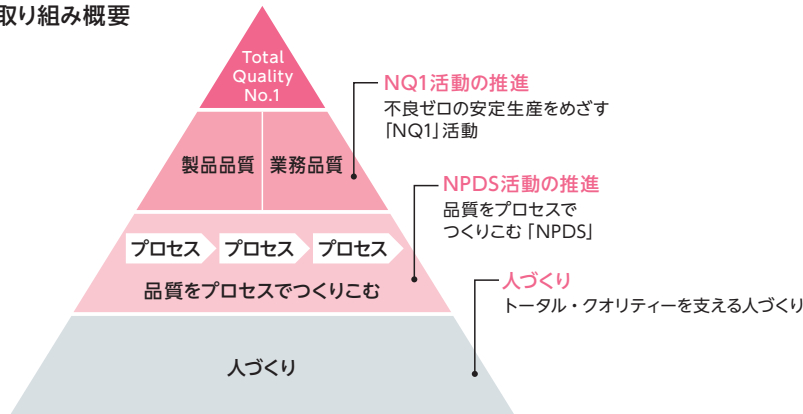 取り組み概要
Total
Quality
No.1
製品品質
業務品質
NQ1活動の推進
不良ゼロの安定生産をめざす
「NQ1」活動
プロセス
プロセス
プロセス
品質をプロセスでつくりこむ
NPDS活動の推進
品質をプロセスで
つくりこむ「NPDS」
人づくり
人づくり
トータル・クオリティーを支える人づくり